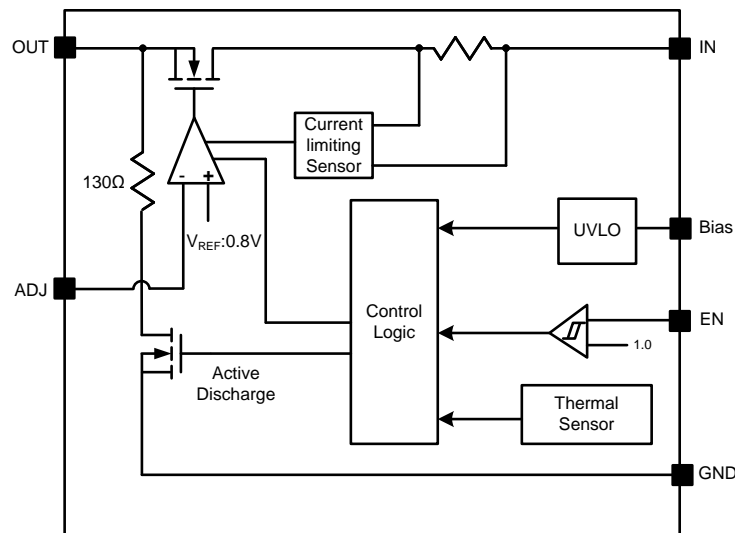 OUT
IN
Current
limiting
Sensor
130Ω
- +
V_REF:0.8V
UVLO
Bias
ADJ
Control
Logic
EN
1.0
Active
Discharge
Thermal
Sensor
GND